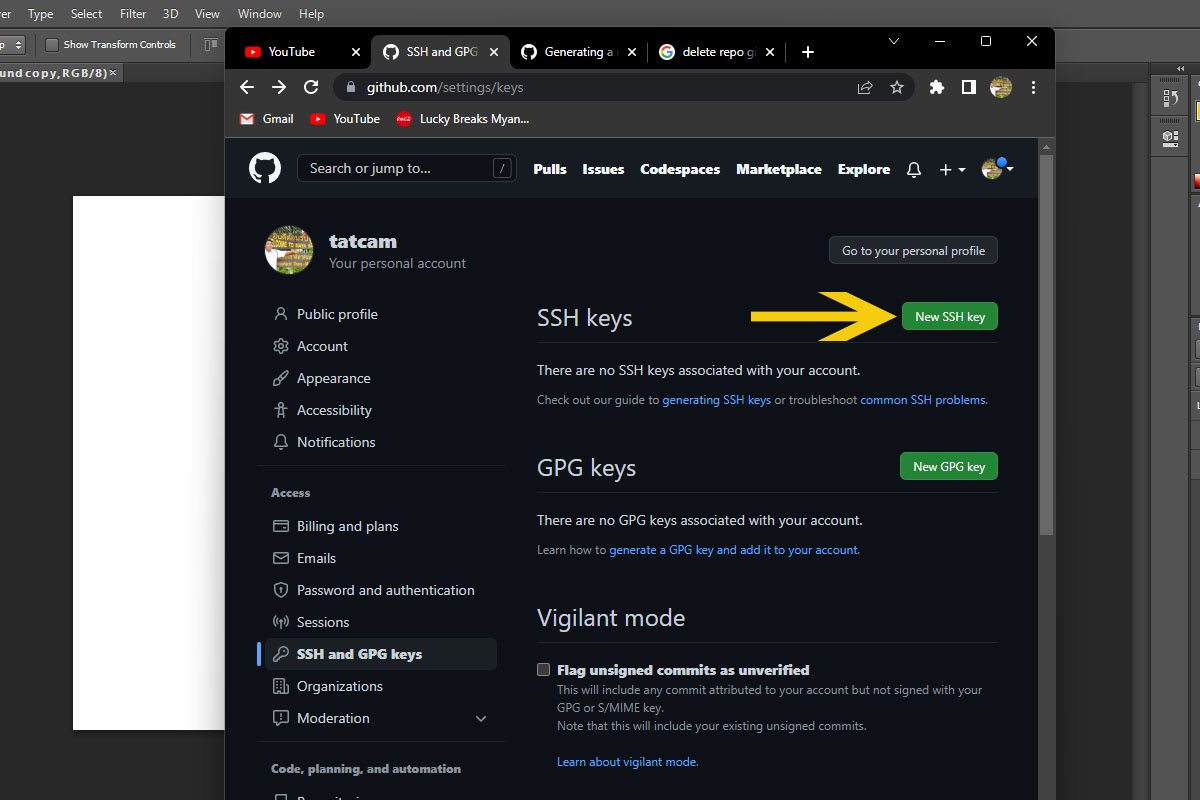 Type Select Filter 3D View Window Help
Show Transform Controls
und copy, RGB/8)
YouTube
SSH and GPG
Generating a
delete repo g
github.com/settings/keys
Gmail
YouTube
Lucky Breaks Myan...
Search or jump to... /
Pulls
Issues
Codespaces
Marketplace
Explore
tatcam
Your personal account
Go to your personal profile
Public profile
Account
Appearance
Accessibility
Notifications
Access
Billing and plans
Emails
Password and authentication
Sessions
SSH and GPG keys
Organizations
Moderation
Code, planning, and automation
SSH keys
New SSH key
There are no SSH keys associated with your account.
Check out our guide to generating SSH keys or troubleshoot common SSH problems.
GPG keys
New GPG key
There are no GPG keys associated with your account.
Learn how to generate a GPG key and add it to your account.
Vigilant mode
Flag unsigned commits as unverified
This will include any commit attributed to your account but not signed with your
GPG or S/MIME key.
Note that this will include your existing unsigned commits.
Learn about vigilant mode.